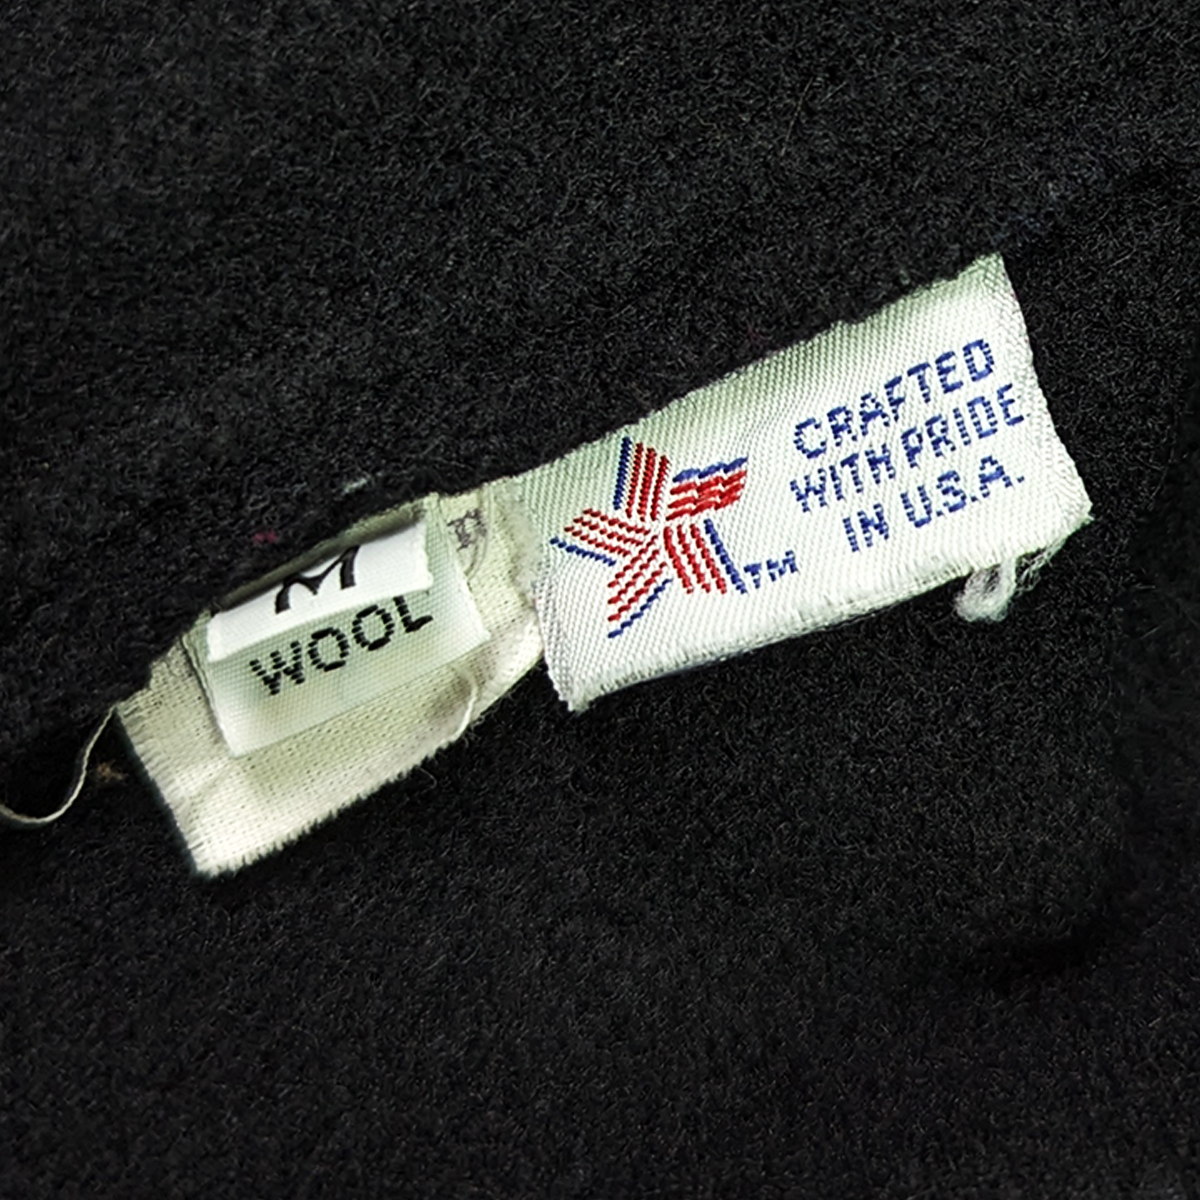 M
WOOL
CRAFTED
WITH PRIDE
IN U.S.A.
TM